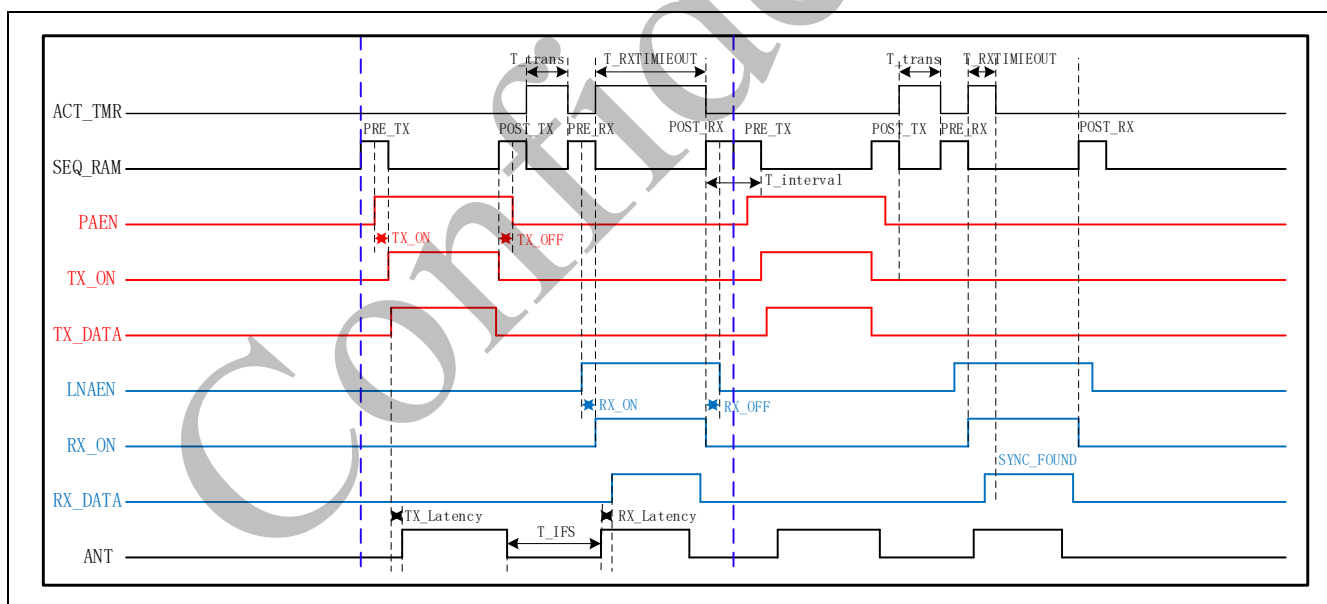 T_trans T_RXTIMIEOUT T_trans T_RXTIMIEOUT
ACT_TMR
PRE_TX POST_TX PRE_RX POST_RX PRE_TX POST_TX PRE_RX POST_RX
SEQ_RAM
T_interval
PAEN
TX_ON TX_OFF
TX_ON
TX_DATA
LNAEN
RX_ON RX_OFF
RX_ON
SYNC_FOUND
RX_DATA
TX_Latency RX_Latency
T_IFS
ANT